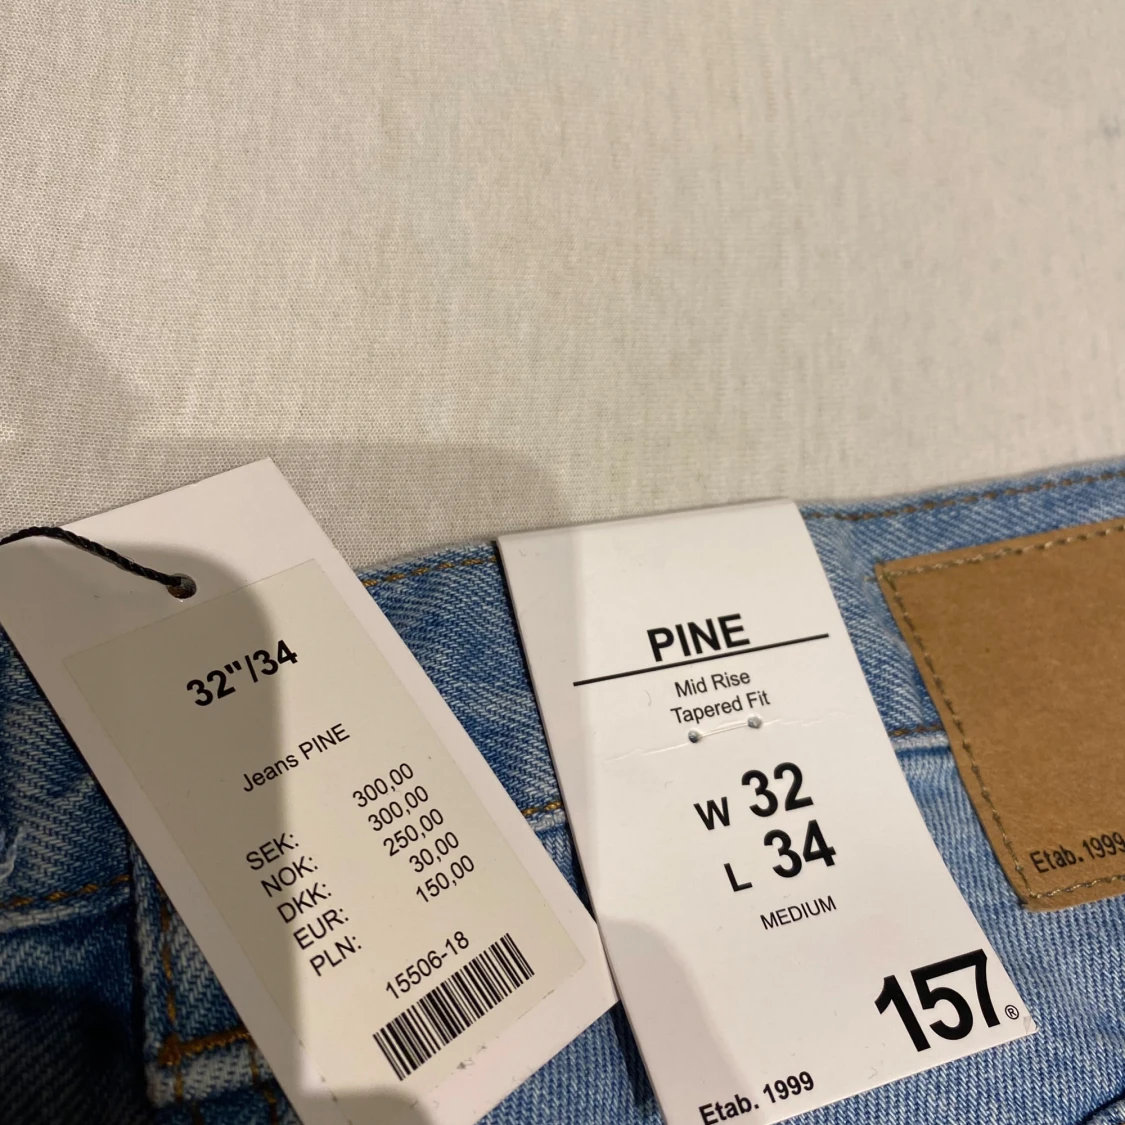 32"/34
Jeans PINE
SEK: 300,00
NOK: 300,00
DKK: 250,00
EUR: 30,00
PLN: 150,00
15506-18
PINE
Mid Rise
Tapered Fit
W 32
L 34
MEDIUM
157®
Etab. 1999
Etab. 1999